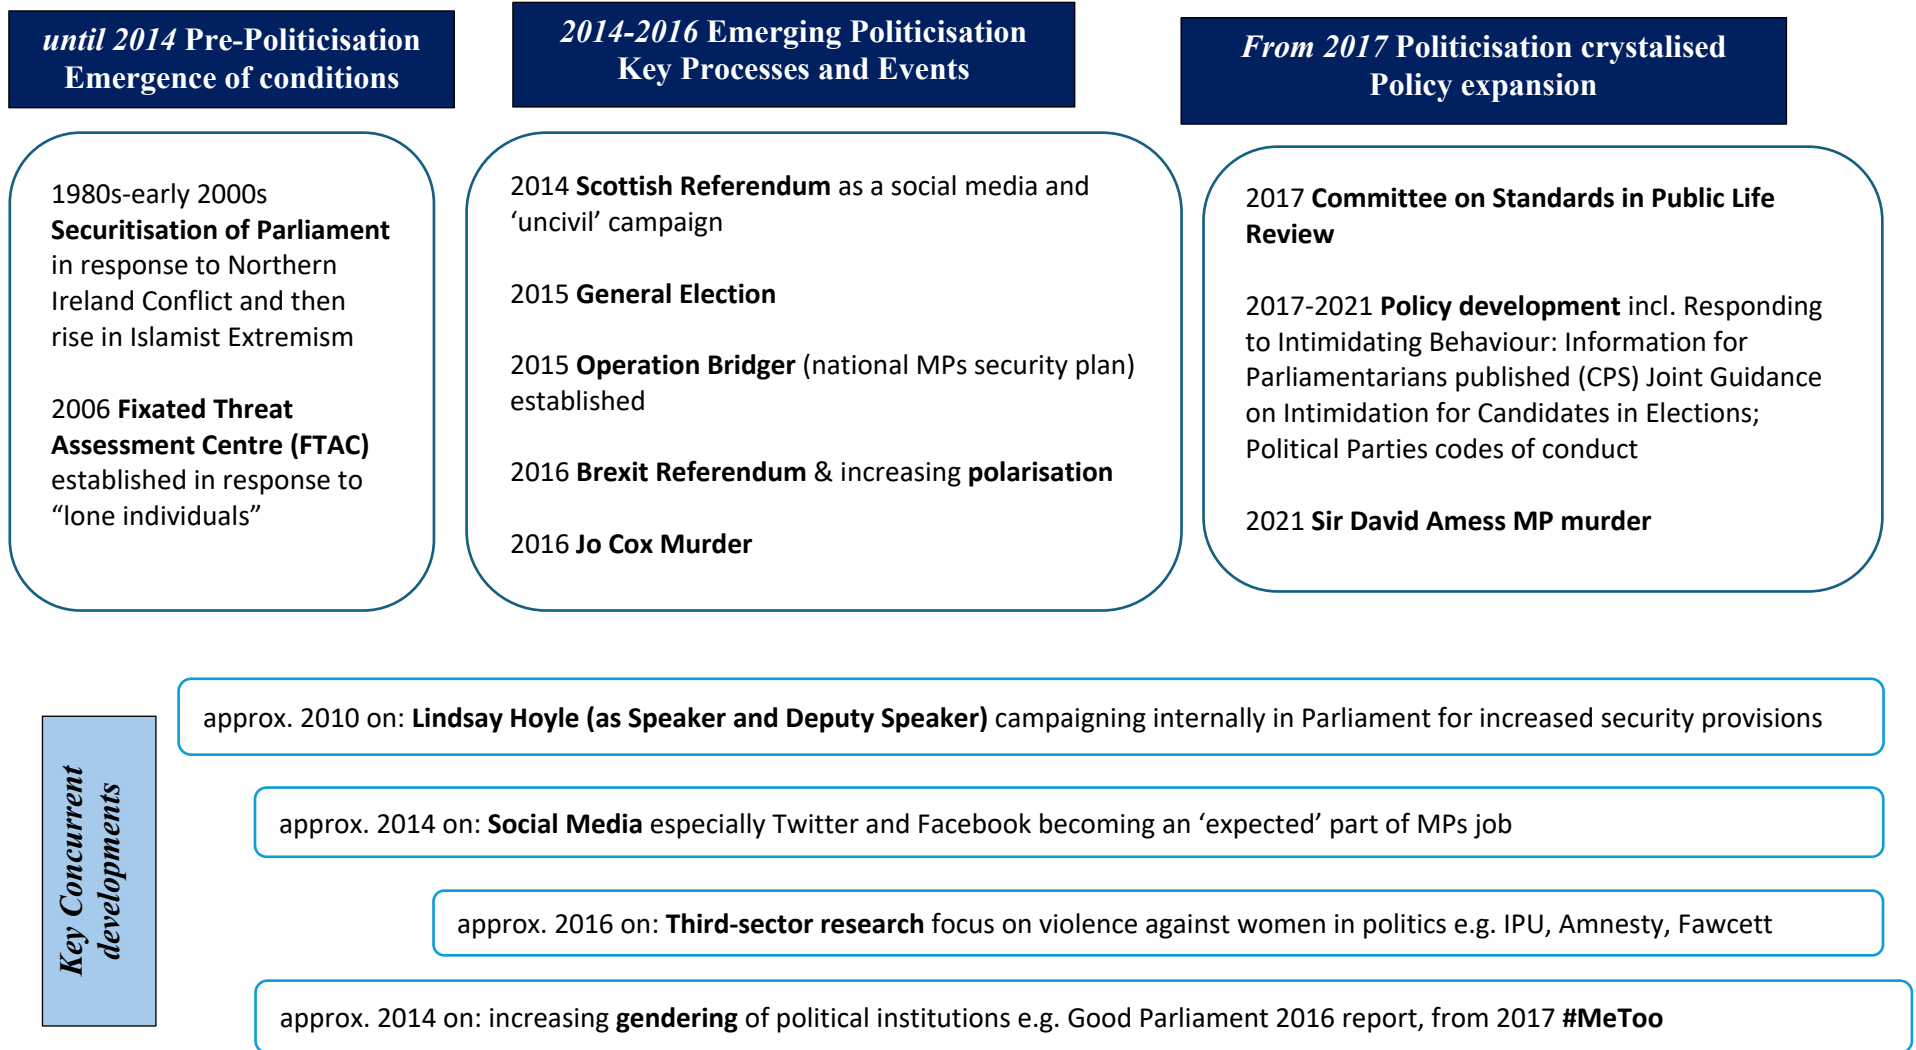 until 2014 Pre-Politicisation
Emergence of conditions
2014-2016 Emerging Politicisation
Key Processes and Events
From 2017 Politicisation crystalised
Policy expansion
1980s-early 2000s
Securitisation of Parliament
in response to Northern
Ireland Conflict and then
rise in Islamist Extremism
2006 Fixated Threat
Assessment Centre (FTAC)
established in response to
“lone individuals”
2014 Scottish Referendum as a social media and
‘uncivil’ campaign
2015 General Election
2015 Operation Bridger (national MPs security plan)
established
2016 Brexit Referendum & increasing polarisation
2016 Jo Cox Murder
2017 Committee on Standards in Public Life
Review
2017-2021 Policy development incl. Responding
to Intimidating Behaviour: Information for
Parliamentarians published (CPS) Joint Guidance
on Intimidation for Candidates in Elections;
Political Parties codes of conduct
2021 Sir David Amess MP murder
Key Concurrent
developments
approx. 2010 on: Lindsay Hoyle (as Speaker and Deputy Speaker) campaigning internally in Parliament for increased security provisions
approx. 2014 on: Social Media especially Twitter and Facebook becoming an ‘expected’ part of MPs job
approx. 2016 on: Third-sector research focus on violence against women in politics e.g. IPU, Amnesty, Fawcett
approx. 2014 on: increasing gendering of political institutions e.g. Good Parliament 2016 report, from 2017 #MeToo